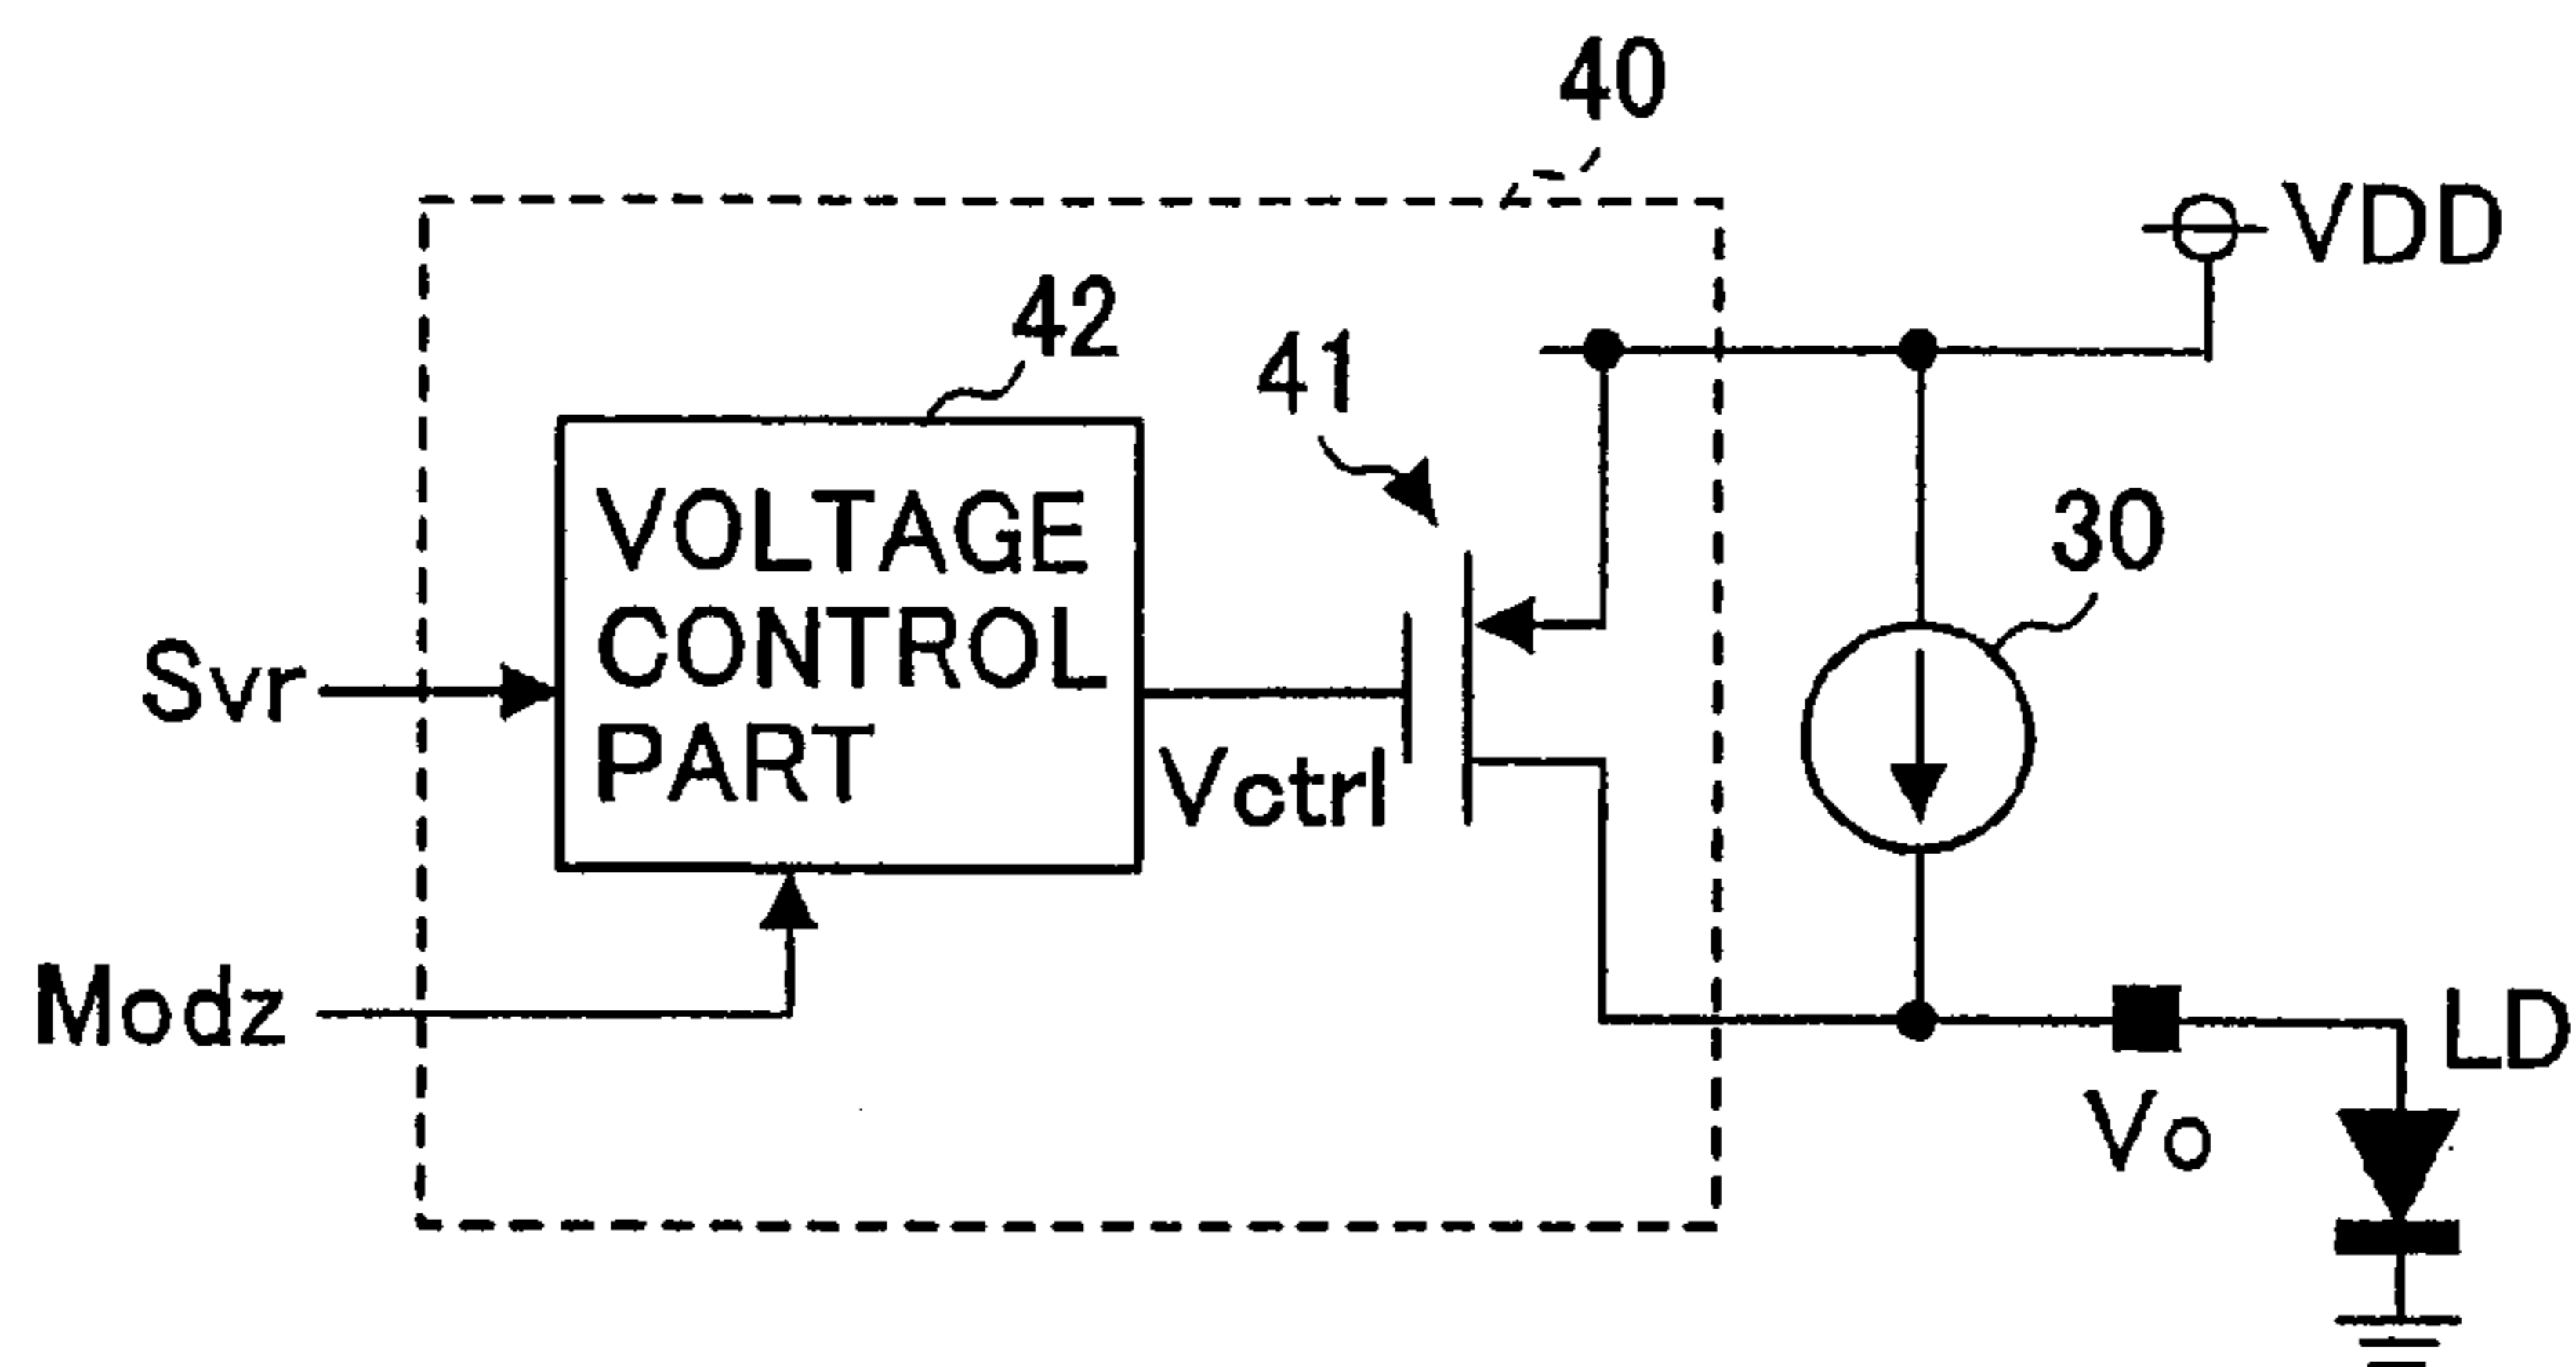 40
VDD
42
41
30
VOLTAGE
CONTROL
PART
Svr
Vctrl
Modz
LD
Vo